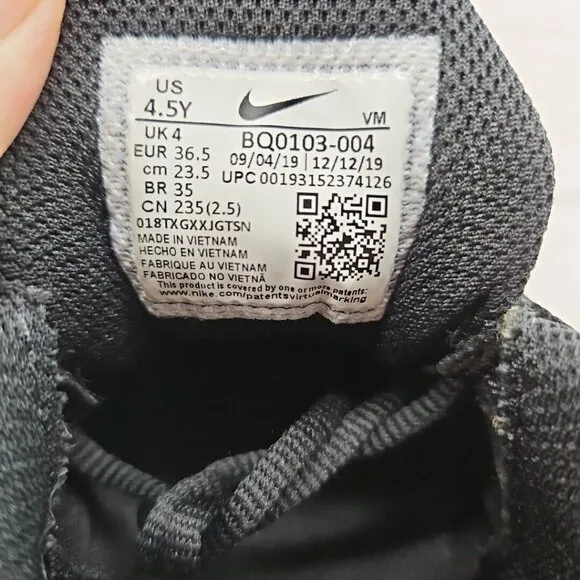 US
4.5Y
VM
UK 4
BQ0103-004
EUR 36.5
09/04/19 | 12/12/19
cm 23.5
UPC 00193152374126
BR 35
CN 235(2.5)
018TXGXXJGTSN
MADE IN VIETNAM
HECHO EN VIETNAM
FABRIQUE AU VIETNAM
FABRICADO NO VIETNÃ
This product is covered by one or more patents:
www.nike.com/patentsvirtualmarking